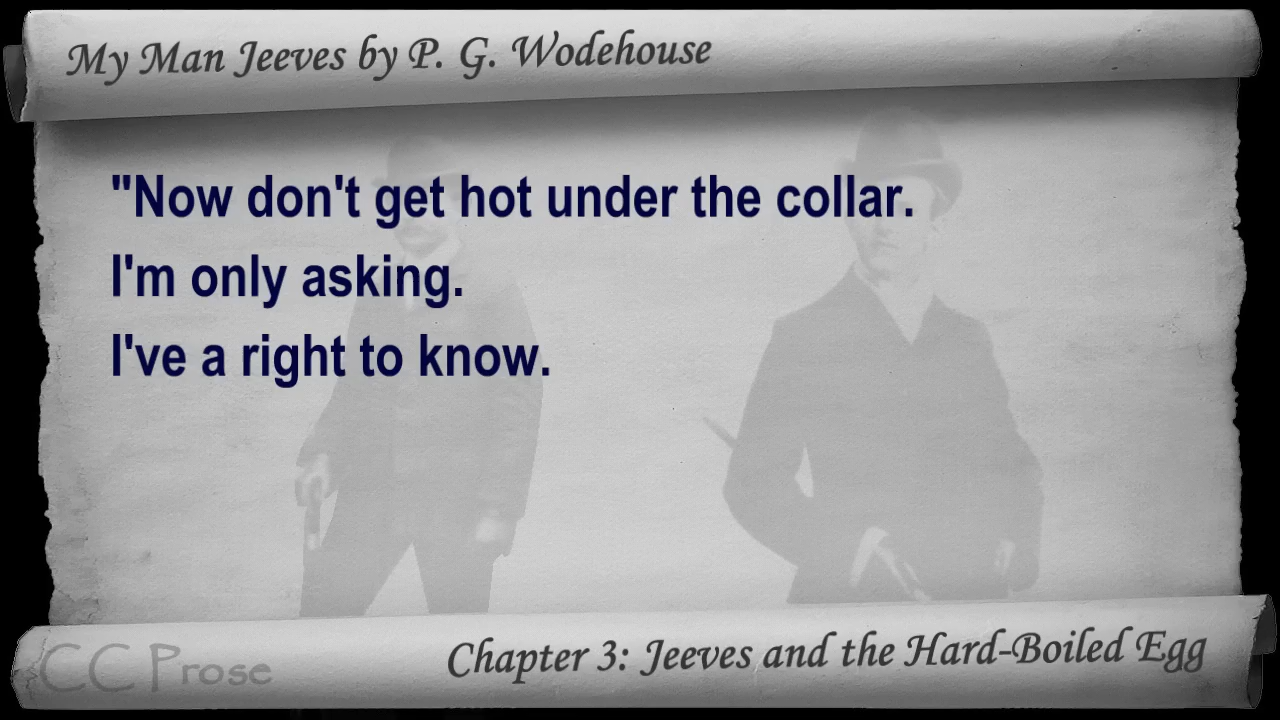 My Man Jeeves by P. G. Wodehouse
"Now don't get hot under the collar.
I'm only asking.
I've a right to know.
CC Prose
Chapter 3: Jeeves and the Hard-Boiled Egg